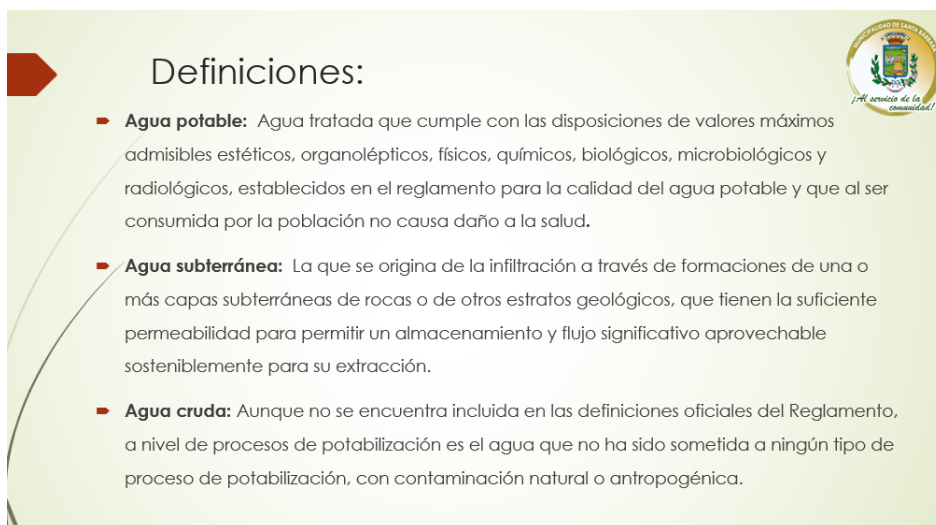 Definiciones:
MUNICIPALIDAD DE SANTA BÁRBARA
¡Al servicio de la
comunidad!
Agua potable: Agua tratada que cumple con las disposiciones de valores máximos
admisibles estéticos, organolépticos, físicos, químicos, biológicos, microbiológicos y
radiológicos, establecidos en el reglamento para la calidad del agua potable y que al ser
consumida por la población no causa daño a la salud.
Agua subterránea: La que se origina de la infiltración a través de formaciones de una o
más capas subterráneas de rocas o de otros estratos geológicos, que tienen la suficiente
permeabilidad para permitir un almacenamiento y flujo significativo aprovechable
sosteniblemente para su extracción.
Agua cruda: Aunque no se encuentra incluida en las definiciones oficiales del Reglamento,
a nivel de procesos de potabilización es el agua que no ha sido sometida a ningún tipo de
proceso de potabilización, con contaminación natural o antropogénica.